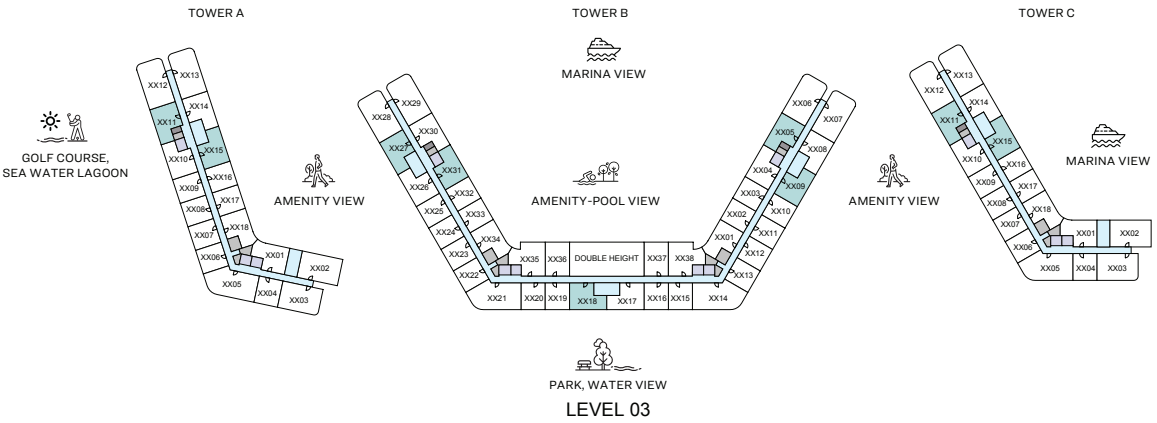 TOWER A
TOWER B
TOWER C
MARINA VIEW
GOLF COURSE,
SEA WATER LAGOON
AMENITY VIEW
AMENITY-POOL VIEW
AMENITY VIEW
MARINA VIEW
XX12
XX13
XX14
XX11
XX15
XX10
XX16
XX09
XX17
XX08
XX18
XX07
XX06
XX01
XX02
XX05
XX04
XX03
XX29
XX28
XX30
XX27
XX31
XX26
XX32
XX25
XX33
XX24
XX34
XX23
XX22
XX21
XX35
XX36
DOUBLE HEIGHT
XX37
XX38
XX20
XX19
XX18
XX17
XX16
XX15
XX14
XX06
XX07
XX05
XX08
XX04
XX09
XX03
XX10
XX02
XX11
XX01
XX12
XX13
XX13
XX12
XX14
XX11
XX15
XX10
XX16
XX09
XX17
XX08
XX18
XX07
XX06
XX01
XX02
XX05
XX04
XX03
PARK, WATER VIEW
LEVEL 03